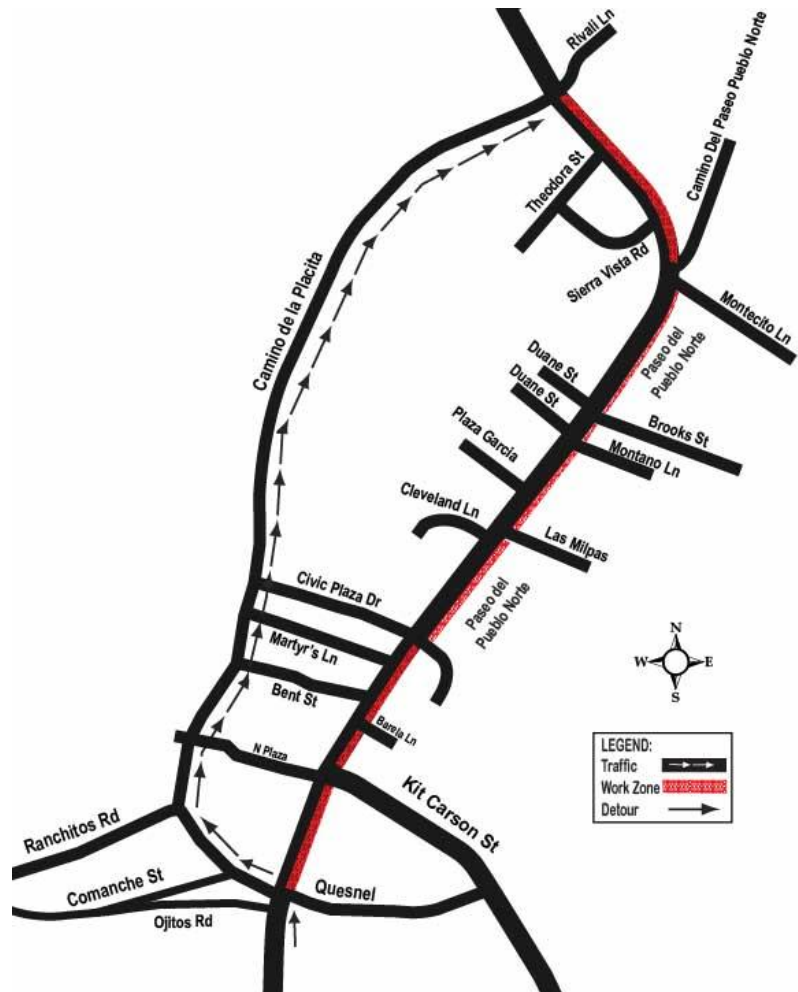 Rivali Ln
Camino Del Paseo Pueblo Norte
Theodora St
Sierra Vista Rd
Camino de la Placita
Montecito Ln
Paseo del
Pueblo Norte
Duane St
Duane St
Brooks St
Plaza Garcia
Montano Ln
Cleveland Ln
Las Milpas
Civic Plaza Dr
Paseo del
Pueblo Norte
Martyr's Ln
Bent St
N
W E
S
Barela Ln
N Plaza
LEGEND:
Traffic
Work Zone
Detour
Kit Carson St
Ranchitos Rd
Comanche St
Quesnel
Ojitos Rd